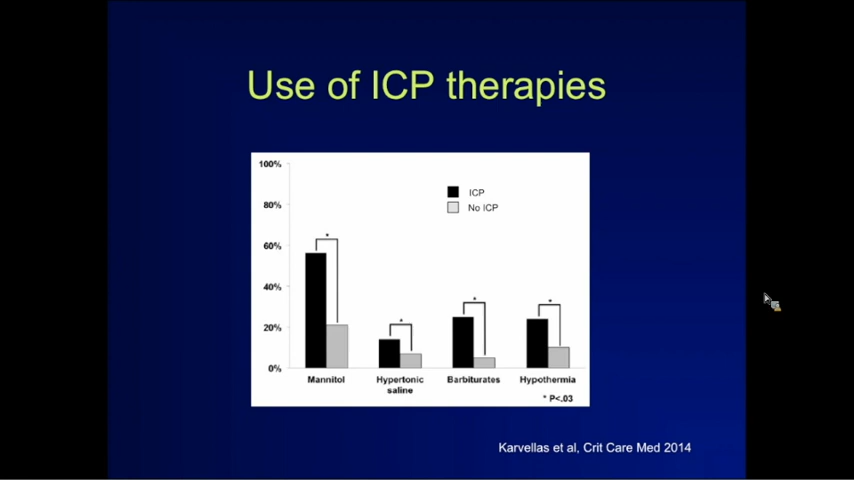 Use of ICP therapies
100%
80%
60%
40%
20%
0%
ICP
No ICP
*
*
*
*
Mannitol
Hypertonic
saline
Barbiturates
Hypothermia
* P<.03
Karvellas et al, Crit Care Med 2014